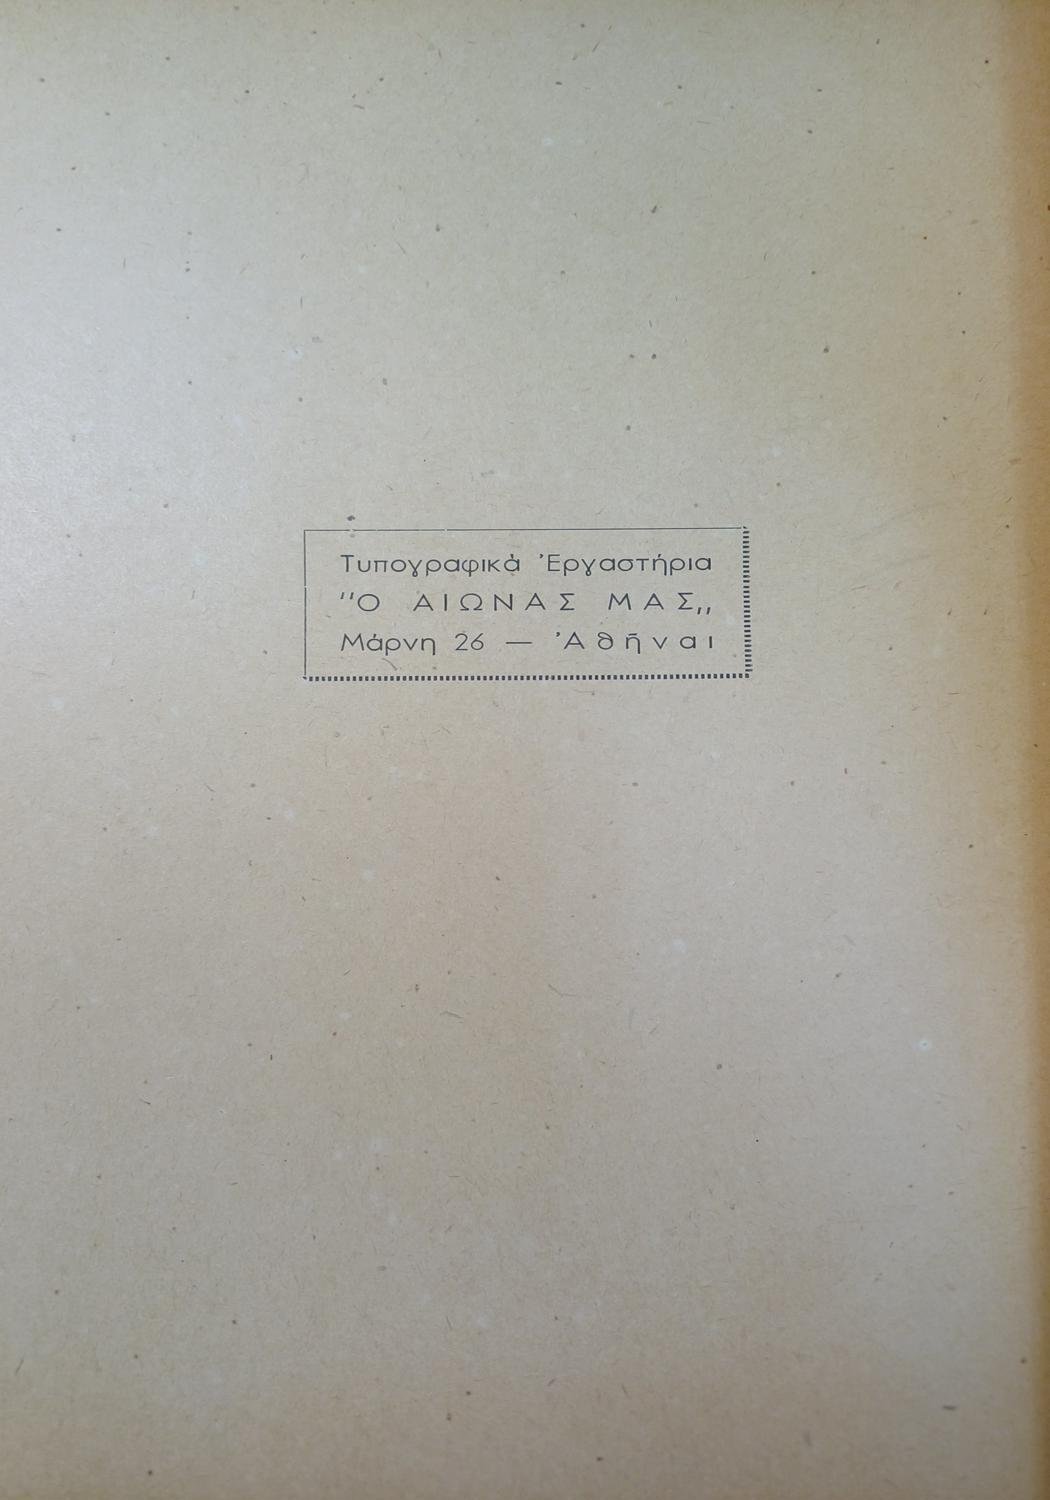 Τυπογραφικὰ Ἐργαστήρια
"Ο ΑΙΩΝΑΣ ΜΑΣ„
Μάρνη 26 — Ἀθῆναι